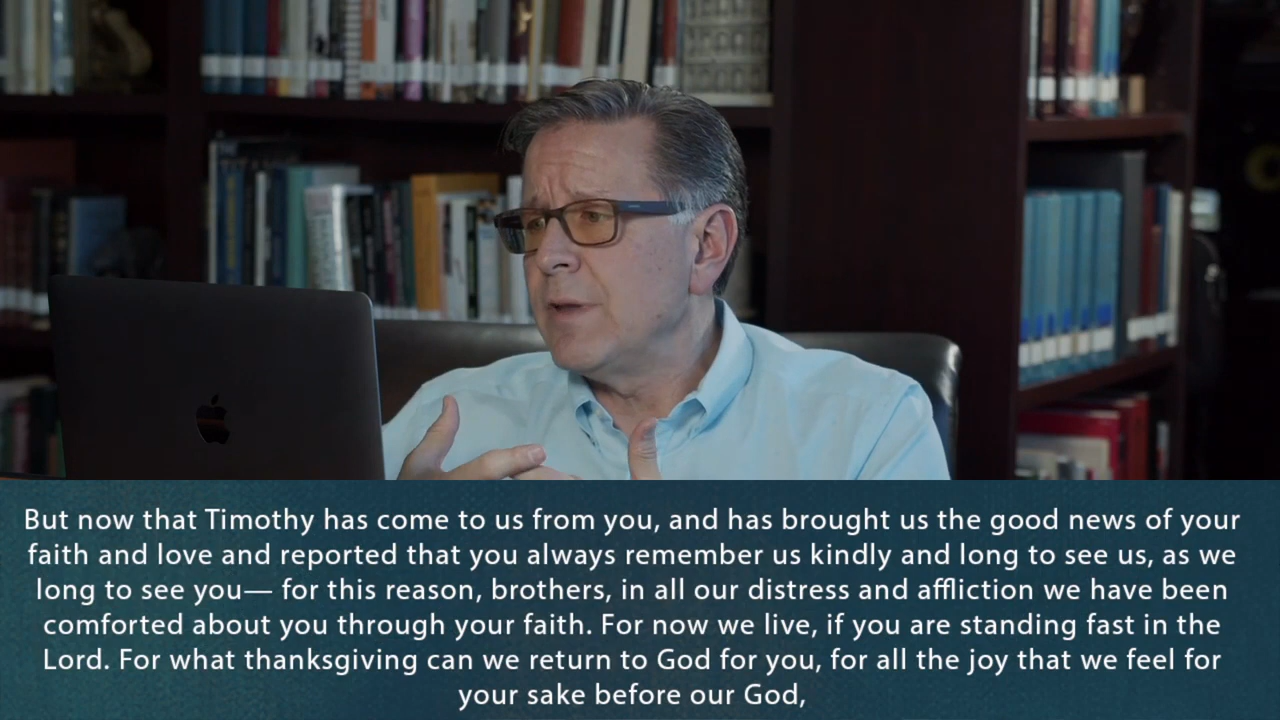 But now that Timothy has come to us from you, and has brought us the good news of your
faith and love and reported that you always remember us kindly and long to see us, as we
long to see you— for this reason, brothers, in all our distress and affliction we have been
comforted about you through your faith. For now we live, if you are standing fast in the
Lord. For what thanksgiving can we return to God for you, for all the joy that we feel for
your sake before our God,